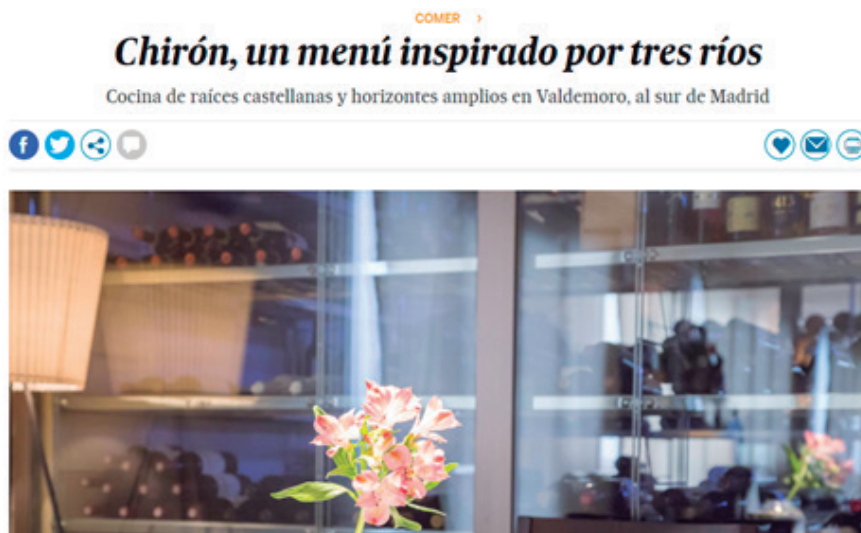 COMER ›
Chirón, un menú inspirado por tres ríos
Cocina de raíces castellanas y horizontes amplios en Valdemoro, al sur de Madrid